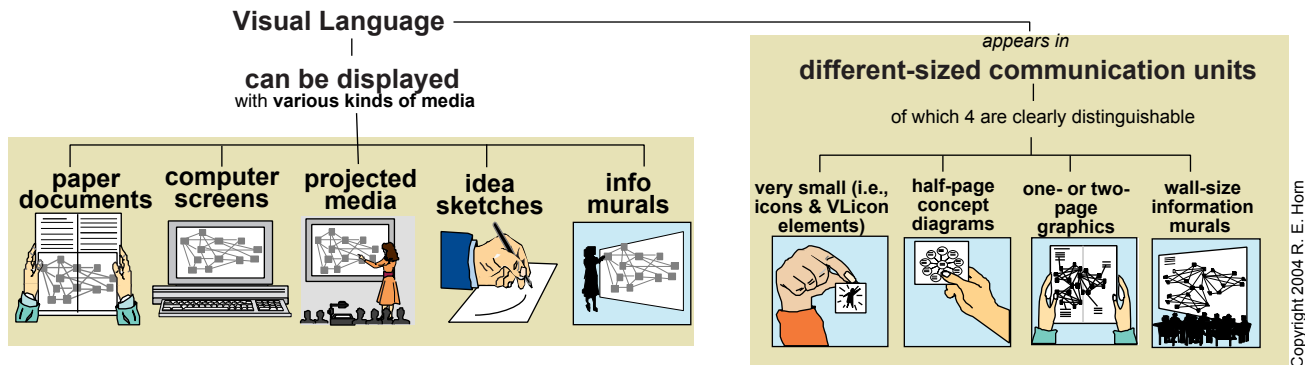 Visual Language
can be displayed
with various kinds of media
paper
documents
computer
screens
projected
media
idea
sketches
info
murals
appears in
different-sized communication units
of which 4 are clearly distinguishable
very small (i.e.,
icons & VLicon
elements)
half-page
concept
diagrams
one- or two-
page
graphics
wall-size
information
murals
Copyright 2004 R. E. Horn